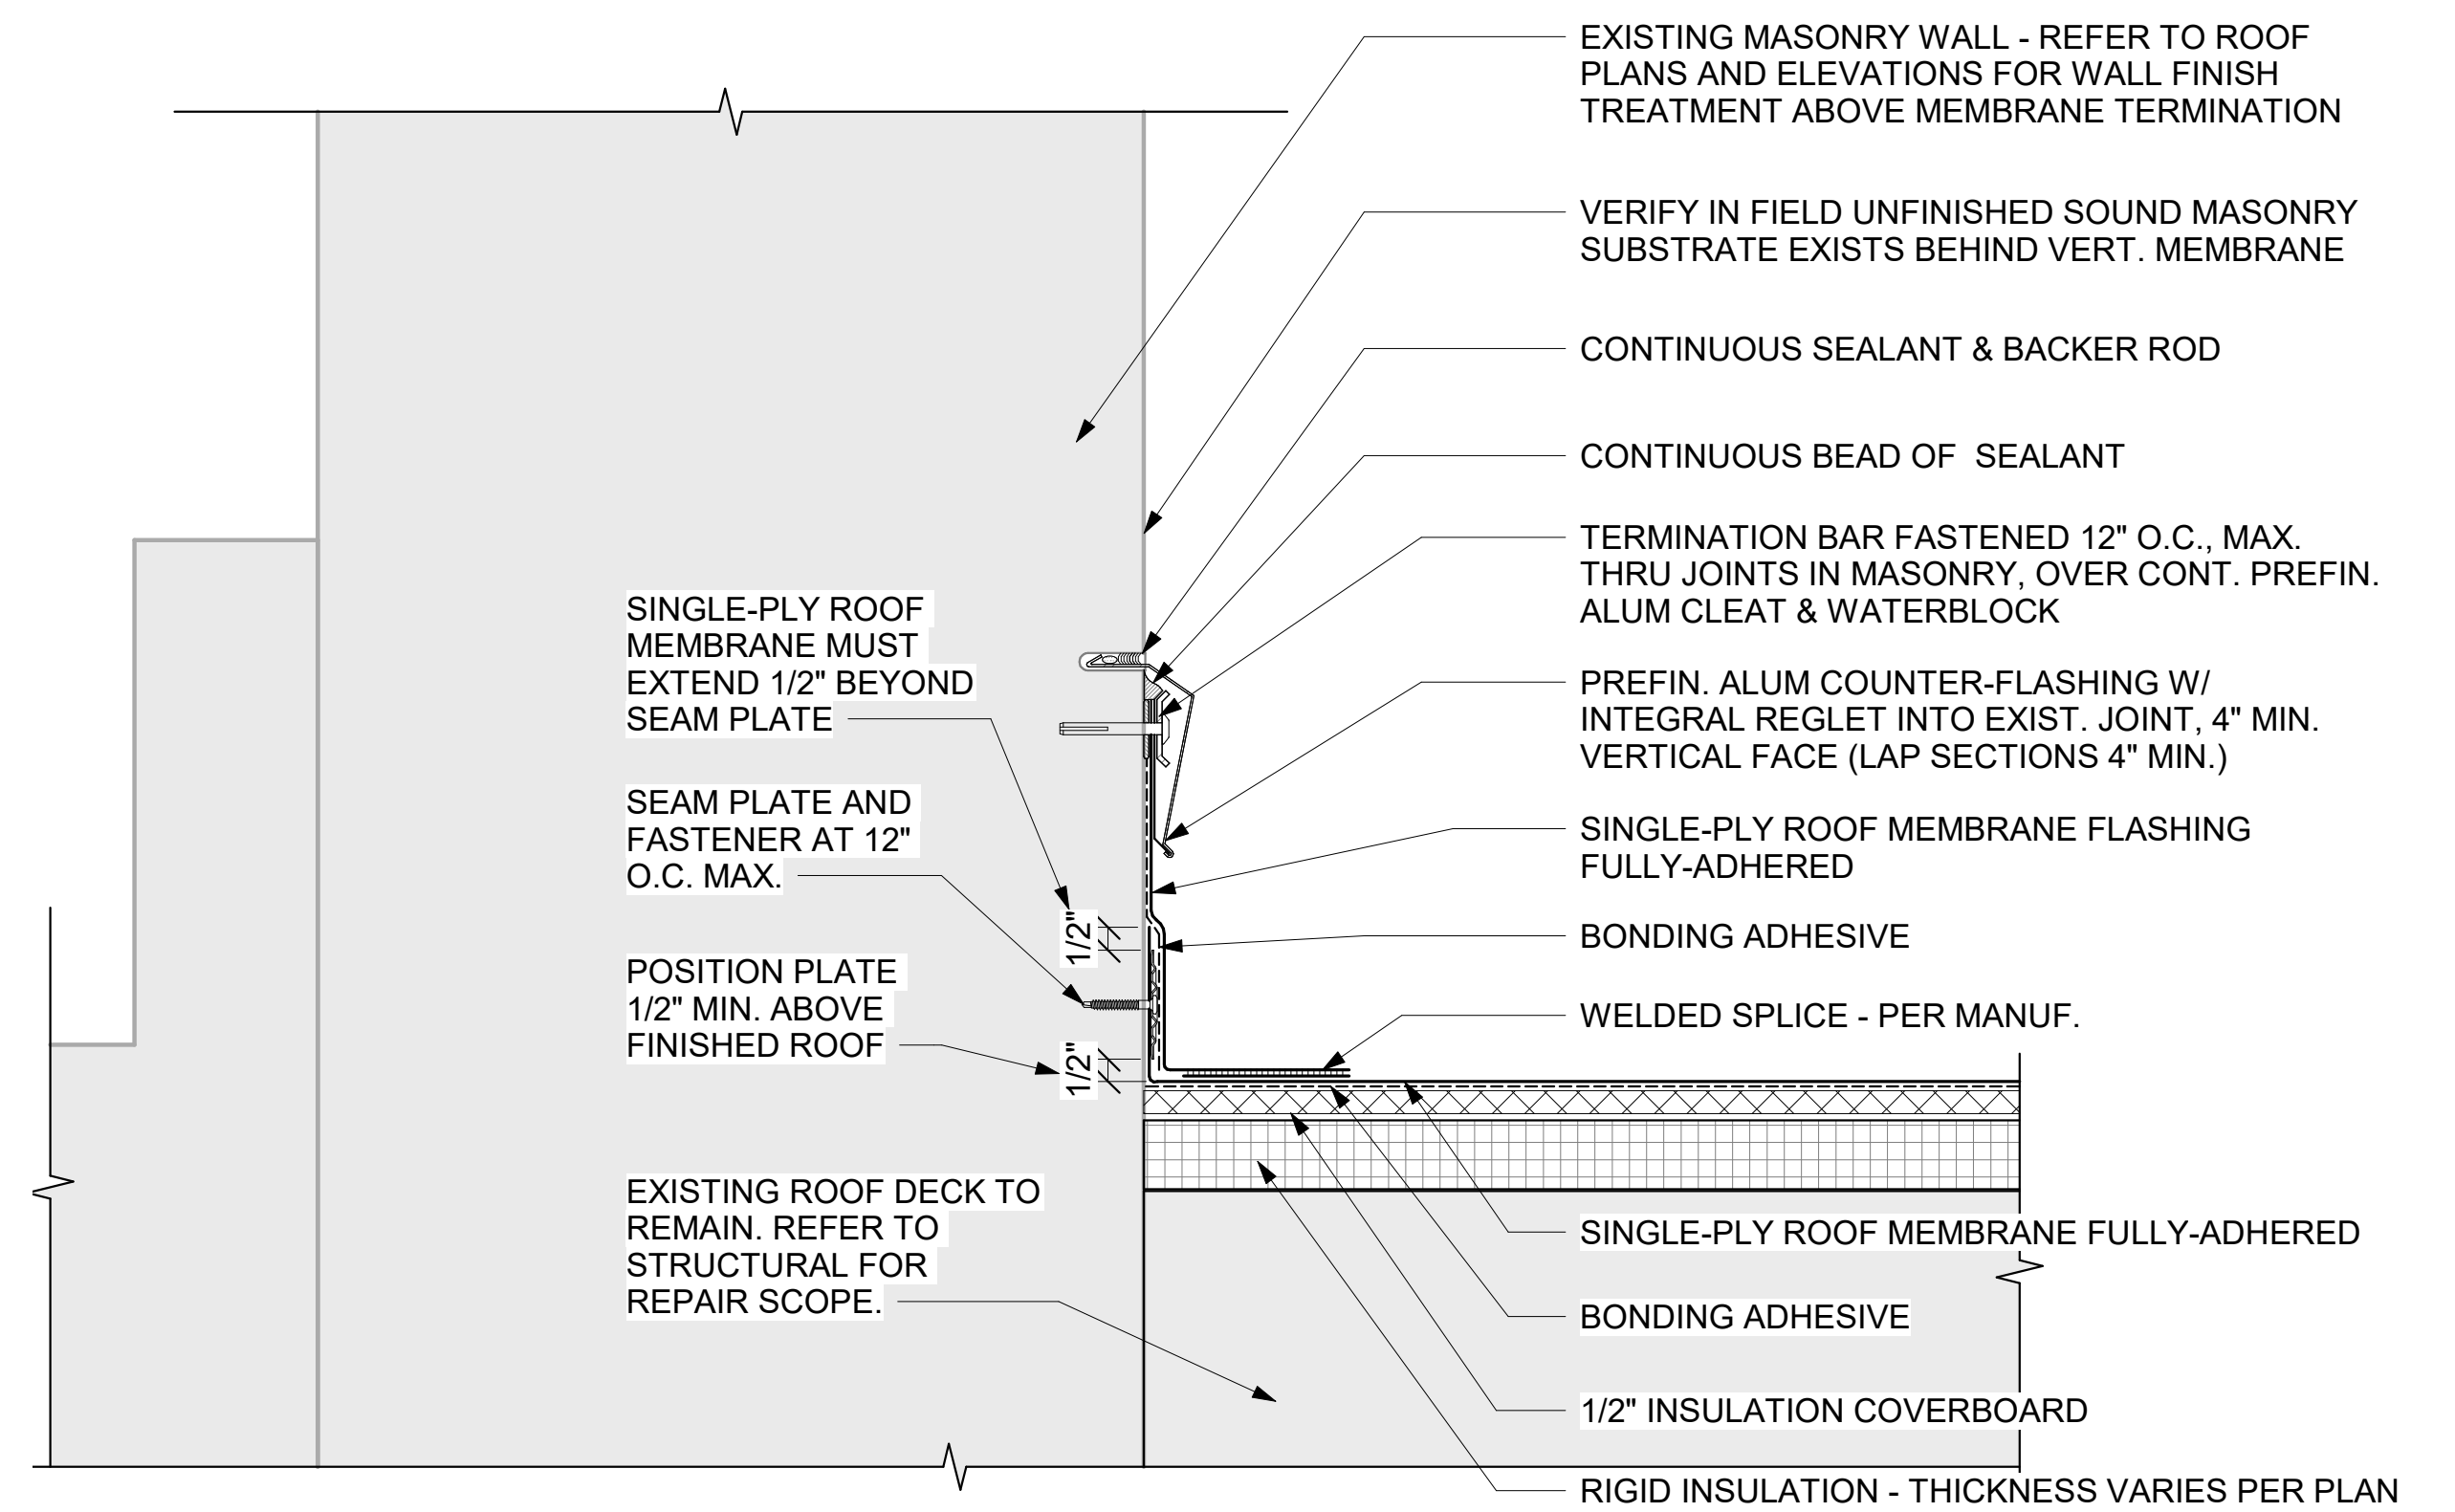 EXISTING MASONRY WALL - REFER TO ROOF
PLANS AND ELEVATIONS FOR WALL FINISH
TREATMENT ABOVE MEMBRANE TERMINATION
VERIFY IN FIELD UNFINISHED SOUND MASONRY
SUBSTRATE EXISTS BEHIND VERT. MEMBRANE
CONTINUOUS SEALANT & BACKER ROD
CONTINUOUS BEAD OF  SEALANT
TERMINATION BAR FASTENED 12" O.C., MAX.
THRU JOINTS IN MASONRY, OVER CONT. PREFIN.
ALUM CLEAT & WATERBLOCK
PREFIN. ALUM COUNTER-FLASHING W/
INTEGRAL REGLET INTO EXIST. JOINT, 4" MIN.
VERTICAL FACE (LAP SECTIONS 4" MIN.)
SINGLE-PLY ROOF MEMBRANE FLASHING
FULLY-ADHERED
BONDING ADHESIVE
WELDED SPLICE - PER MANUF.
SINGLE-PLY ROOF MEMBRANE FULLY-ADHERED
BONDING ADHESIVE
1/2" INSULATION COVERBOARD
RIGID INSULATION - THICKNESS VARIES PER PLAN
SINGLE-PLY ROOF
MEMBRANE MUST
EXTEND 1/2" BEYOND
SEAM PLATE
SEAM PLATE AND
FASTENER AT 12"
O.C. MAX.
POSITION PLATE
1/2" MIN. ABOVE
FINISHED ROOF
EXISTING ROOF DECK TO
REMAIN. REFER TO
STRUCTURAL FOR
REPAIR SCOPE.
1/2"
1/2"